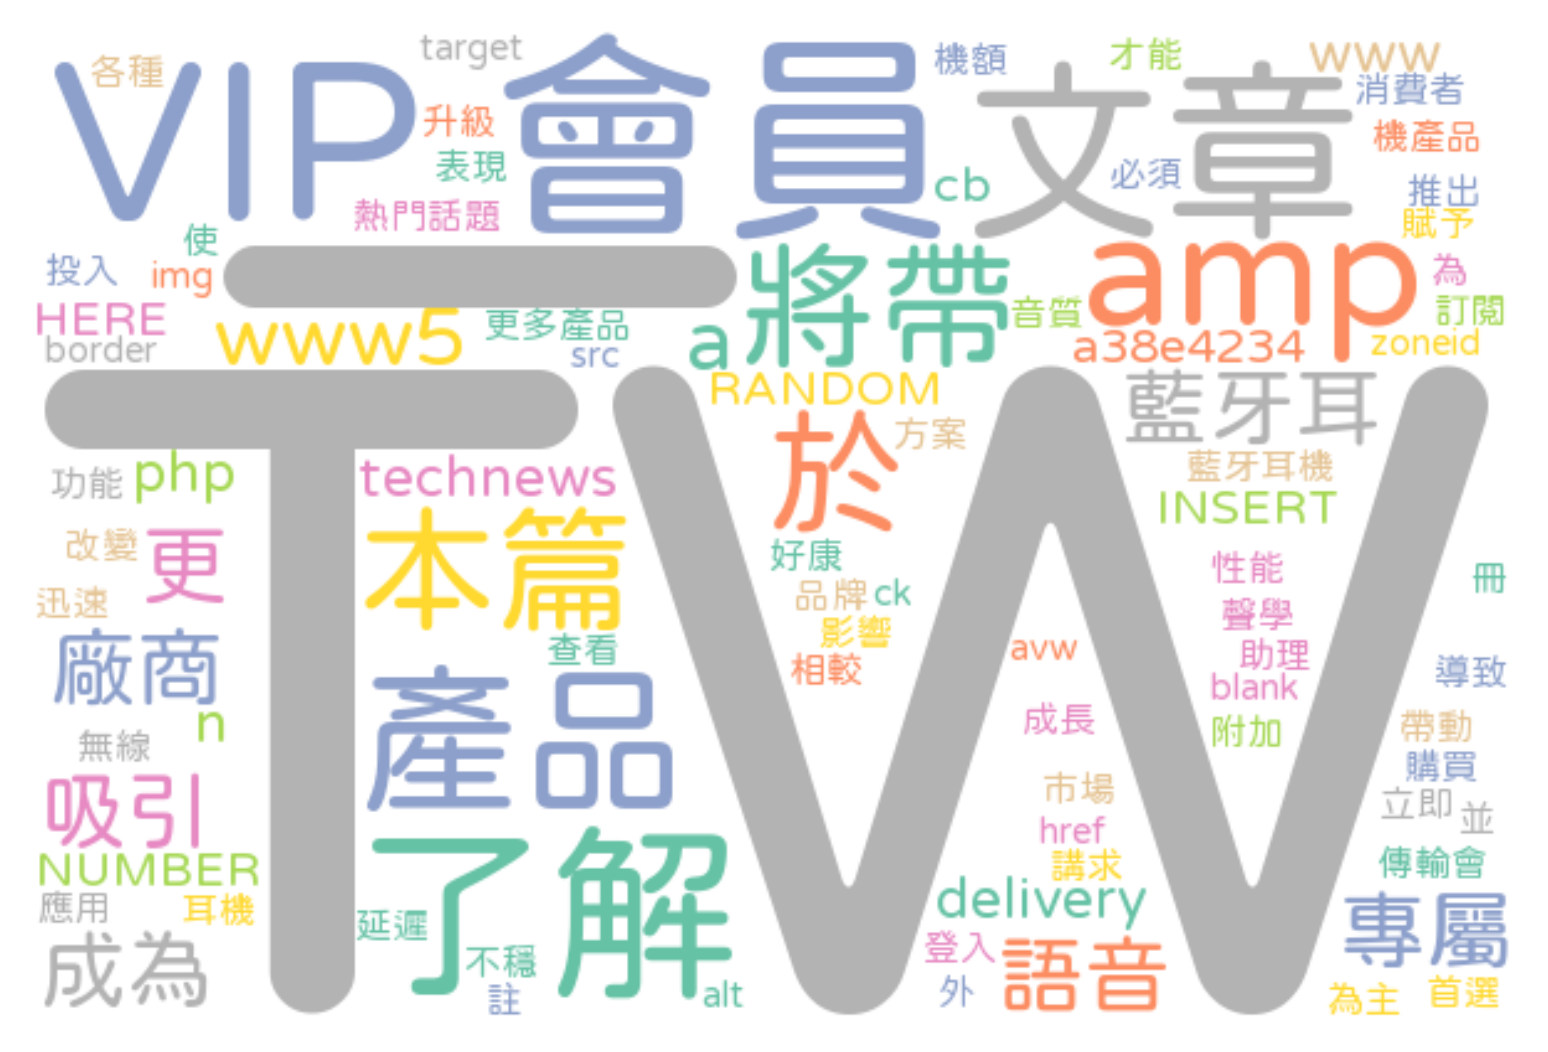 VIP會員
文章
各種
target
升級
表現
熱門話題
機額
才能
www
消費者
機產品
必須
cb
推出
賦予
使
投入
img
一
將帶
amp
為
HERE
border
www5
更多產品
src
a
音質
訂閱
a38e4234
zoneid
TW
RANDOM
於
方案
藍牙耳
藍牙耳機
INSERT
功能
php
technews
改變
更
本篇
迅速
好康
品牌
ck
影響
相較
性能
聲學
助理
blank
附加
冊
avw
導致
廠商
查看
產品
n
無線
成長
帶動
購買
立即
並
吸引
市場
href
講求
傳輸會
NUMBER
應用
耳機
了解
延遲
不穩
註
alt
delivery
登入
語音
外
專屬
為主
首選
成為